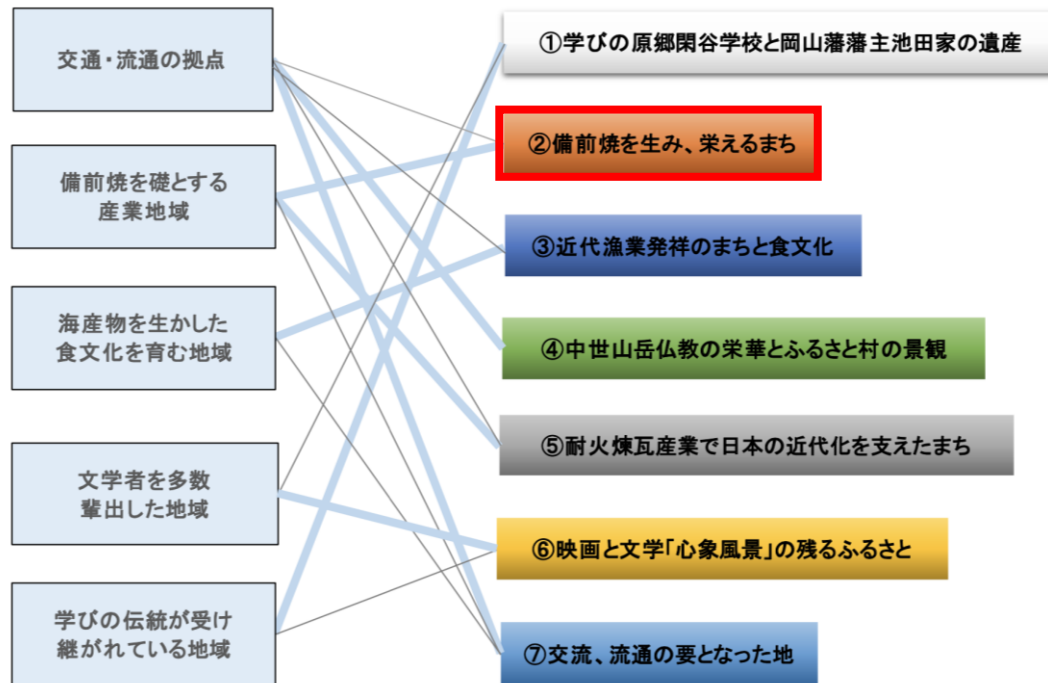 交通・流通の拠点
備前焼を礎とする
産業地域
海産物を生かした
食文化を育む地域
文学者を多数
輩出した地域
学びの伝統が受け
継がれている地域
①学びの原郷閑谷学校と岡山藩藩主池田家の遺産
②備前焼を生み、栄えるまち
③近代漁業発祥のまちと食文化
④中世山岳仏教の栄華とふるさと村の景観
⑤耐火煉瓦産業で日本の近代化を支えたまち
⑥映画と文学「心象風景」の残るふるさと
⑦交流、流通の要となった地